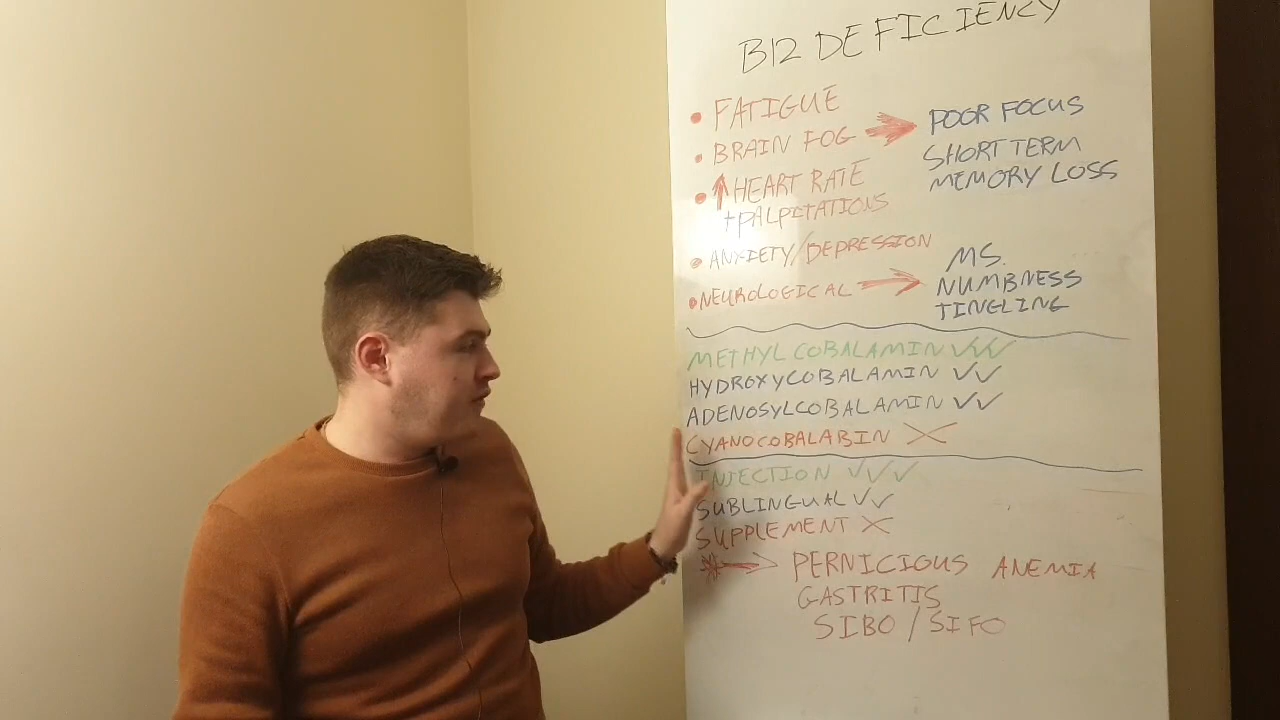 B12 DEFICIENCY
• FATIGUE
• BRAIN FOG → POOR FOCUS
SHORT TERM
MEMORY LOSS
• ↑ HEART RATE
+ PALPITATIONS
• ANXIETY/DEPRESSION
• NEUROLOGICAL → MS.
NUMBNESS
TINGLING
METHYLCOBALAMIN ✓✓✓
HYDROXYCOBALAMIN ✓✓
ADENOSYLCOBALAMIN ✓✓
CYANOCOBALABIN X
INJECTION ✓✓✓
SUBLINGUAL ✓✓
SUPPLEMENT X
* → PERNICIOUS ANEMIA
GASTRITIS
SIBO / SIFO